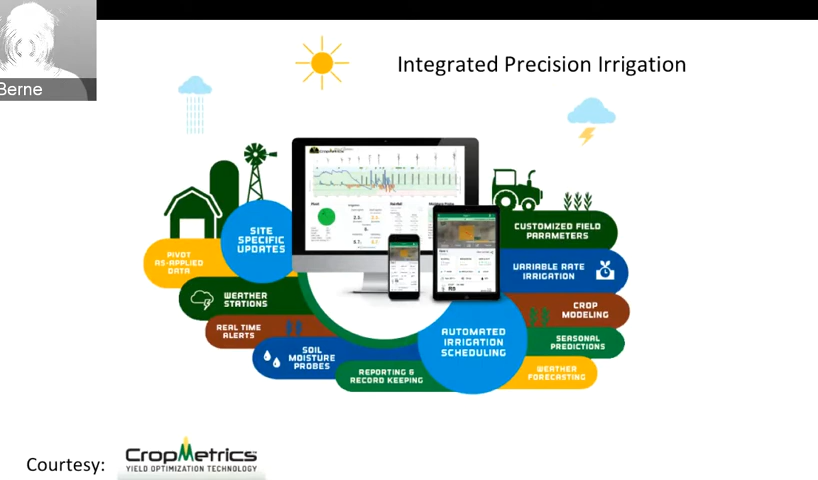 Integrated Precision Irrigation
Berne
CROPMETRICS
SITE
SPECIFIC
UPDATES
PIVOT
AS-APPLIED
DATA
WEATHER
STATIONS
REAL TIME
ALERTS
SOIL
MOISTURE
PROBES
REPORTING &
RECORD KEEPING
AUTOMATED
IRRIGATION
SCHEDULING
CUSTOMIZED FIELD
PARAMETERS
VARIABLE RATE
IRRIGATION
CROP
MODELING
SEASONAL
PREDICTIONS
WEATHER
FORECASTING
Courtesy:
CROPMETRICS
YIELD OPTIMIZATION TECHNOLOGY